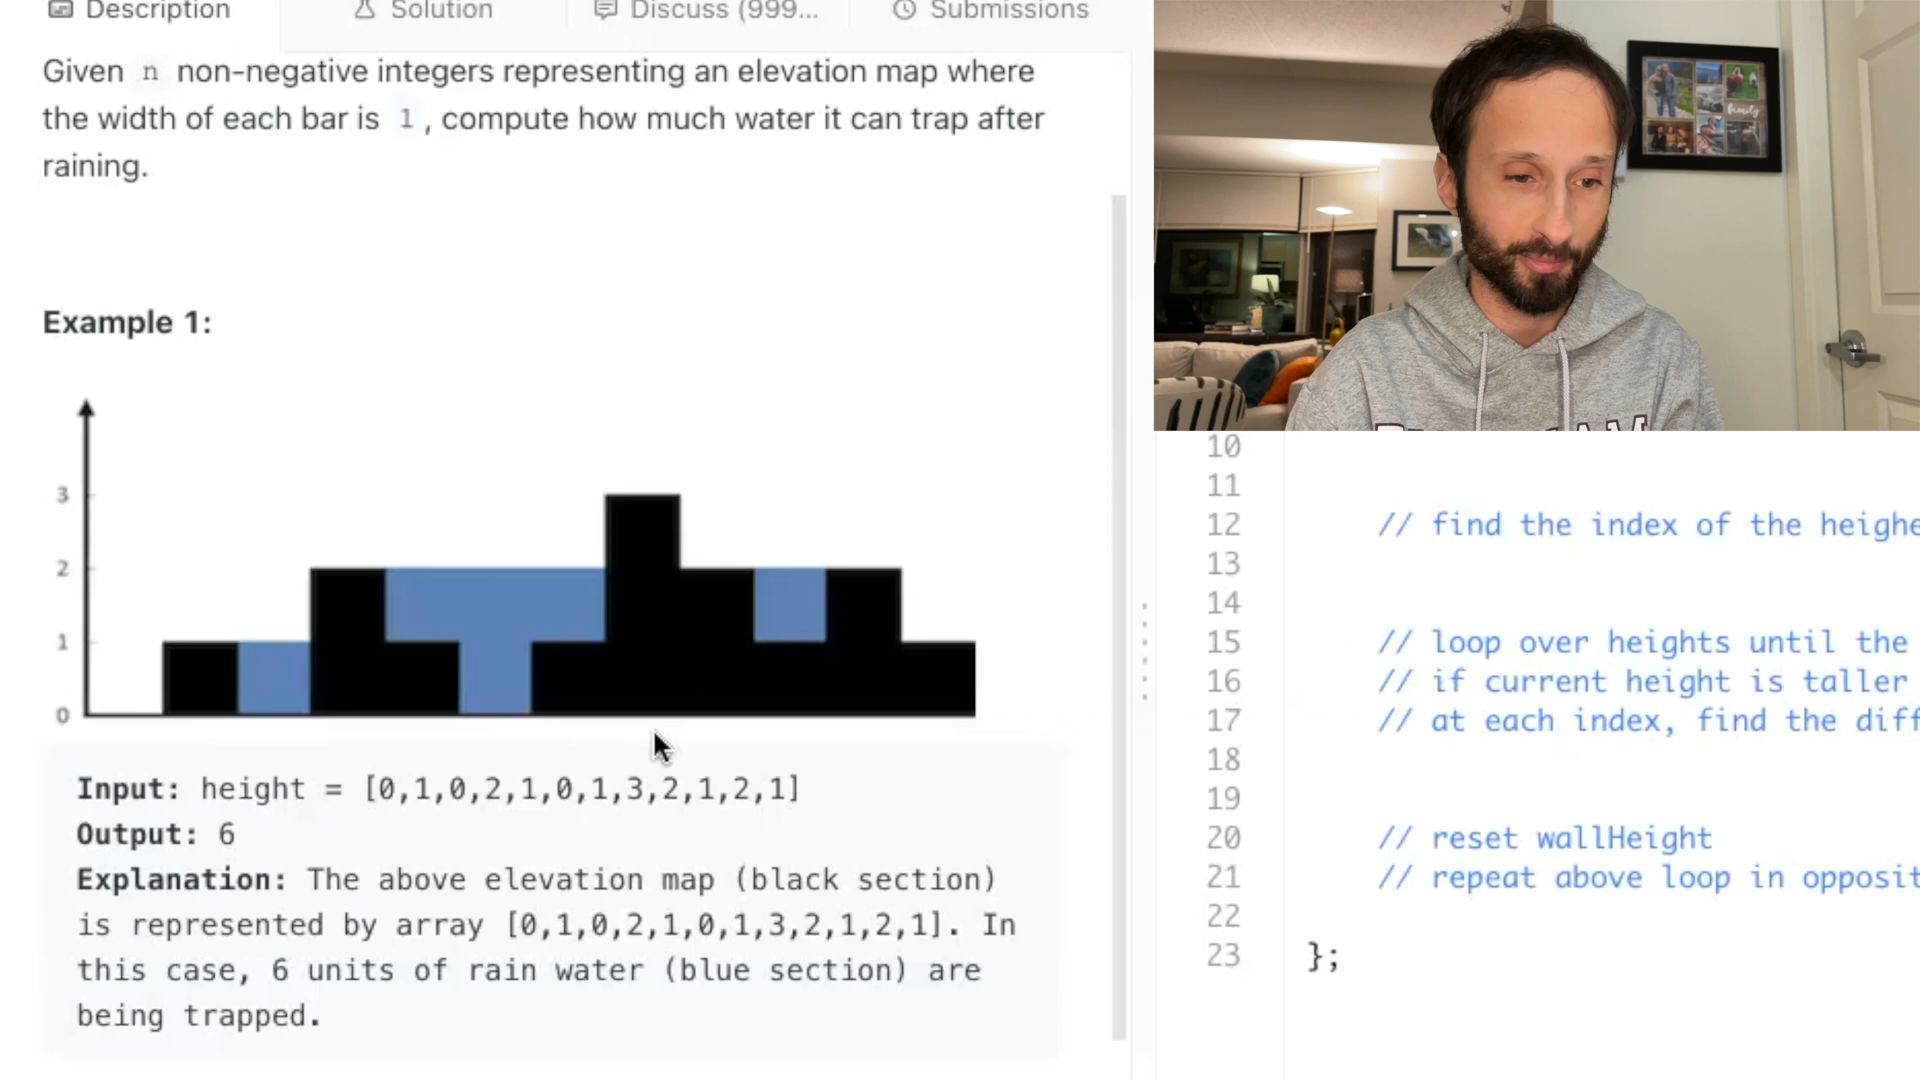 Description
Solution
Discuss (999...
Submissions
Given n non-negative integers representing an elevation map where
the width of each bar is 1, compute how much water it can trap after
raining.
Example 1:
3
2
1
0
Input: height = [0,1,0,2,1,0,1,3,2,1,2,1]
Output: 6
Explanation: The above elevation map (black section)
is represented by array [0,1,0,2,1,0,1,3,2,1,2,1]. In
this case, 6 units of rain water (blue section) are
being trapped.
family
10
11
12 // find the index of the heighe
13
14
15 // loop over heights until the
16 // if current height is taller
17 // at each index, find the diff
18
19
20 // reset wallHeight
21 // repeat above loop in opposit
22
23 };